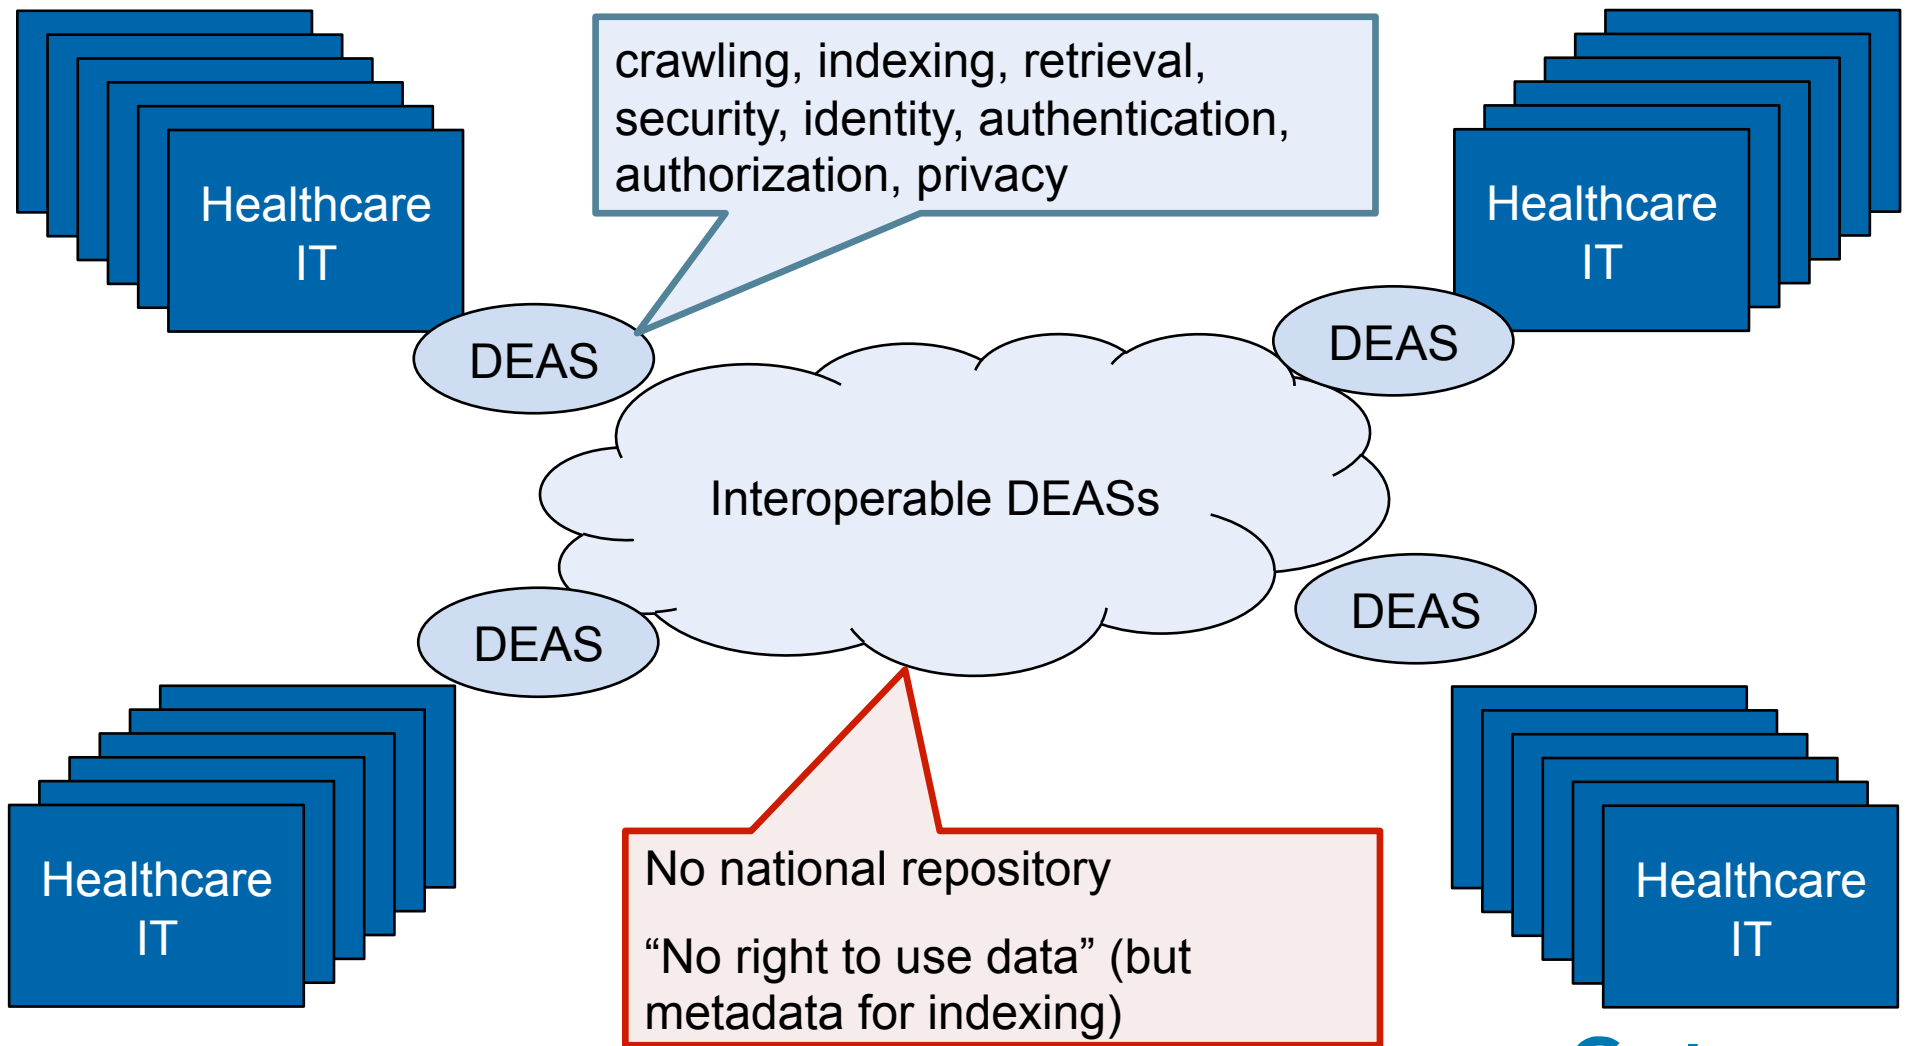 crawling, indexing, retrieval,
security, identity, authentication,
authorization, privacy
Healthcare
IT
Healthcare
IT
DEAS
DEAS
Interoperable DEASs
DEAS
DEAS
No national repository
“No right to use data” (but
metadata for indexing)
Healthcare
IT
Healthcare
IT